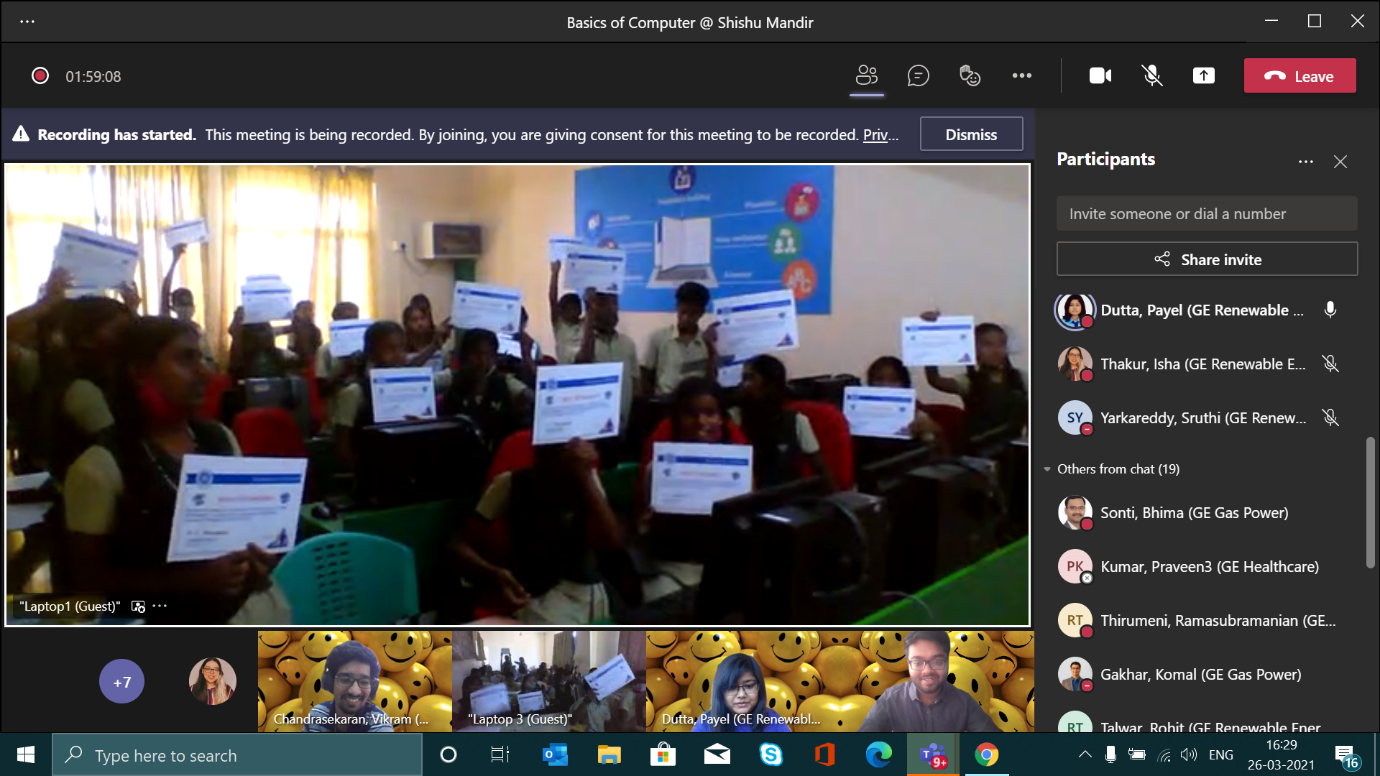 Basics of Computer @ Shishu Mandir
01:59:08
Leave
Recording has started. This meeting is being recorded. By joining, you are giving consent for this meeting to be recorded. Priv...
Dismiss
Participants
Invite someone or dial a number
Share invite
Dutta, Payel (GE Renewable ...
Thakur, Isha (GE Renewable E...
SY
Yarkareddy, Sruthi (GE Renew...
Others from chat (19)
Sonti, Bhima (GE Gas Power)
PK
Kumar, Praveen3 (GE Healthcare)
RT
Thirumeni, Ramasubramanian (GE...
Gakhar, Komal (GE Gas Power)
RT
Talwar, Rohit (GE Renewable Ener
"Laptop1 (Guest)"
+7
Chandrasekaran, Vikram (...
"Laptop 3 (Guest)"
Dutta, Payel (GE Renewabl...
Type here to search
9+
ENG
16:29
26-03-2021
16